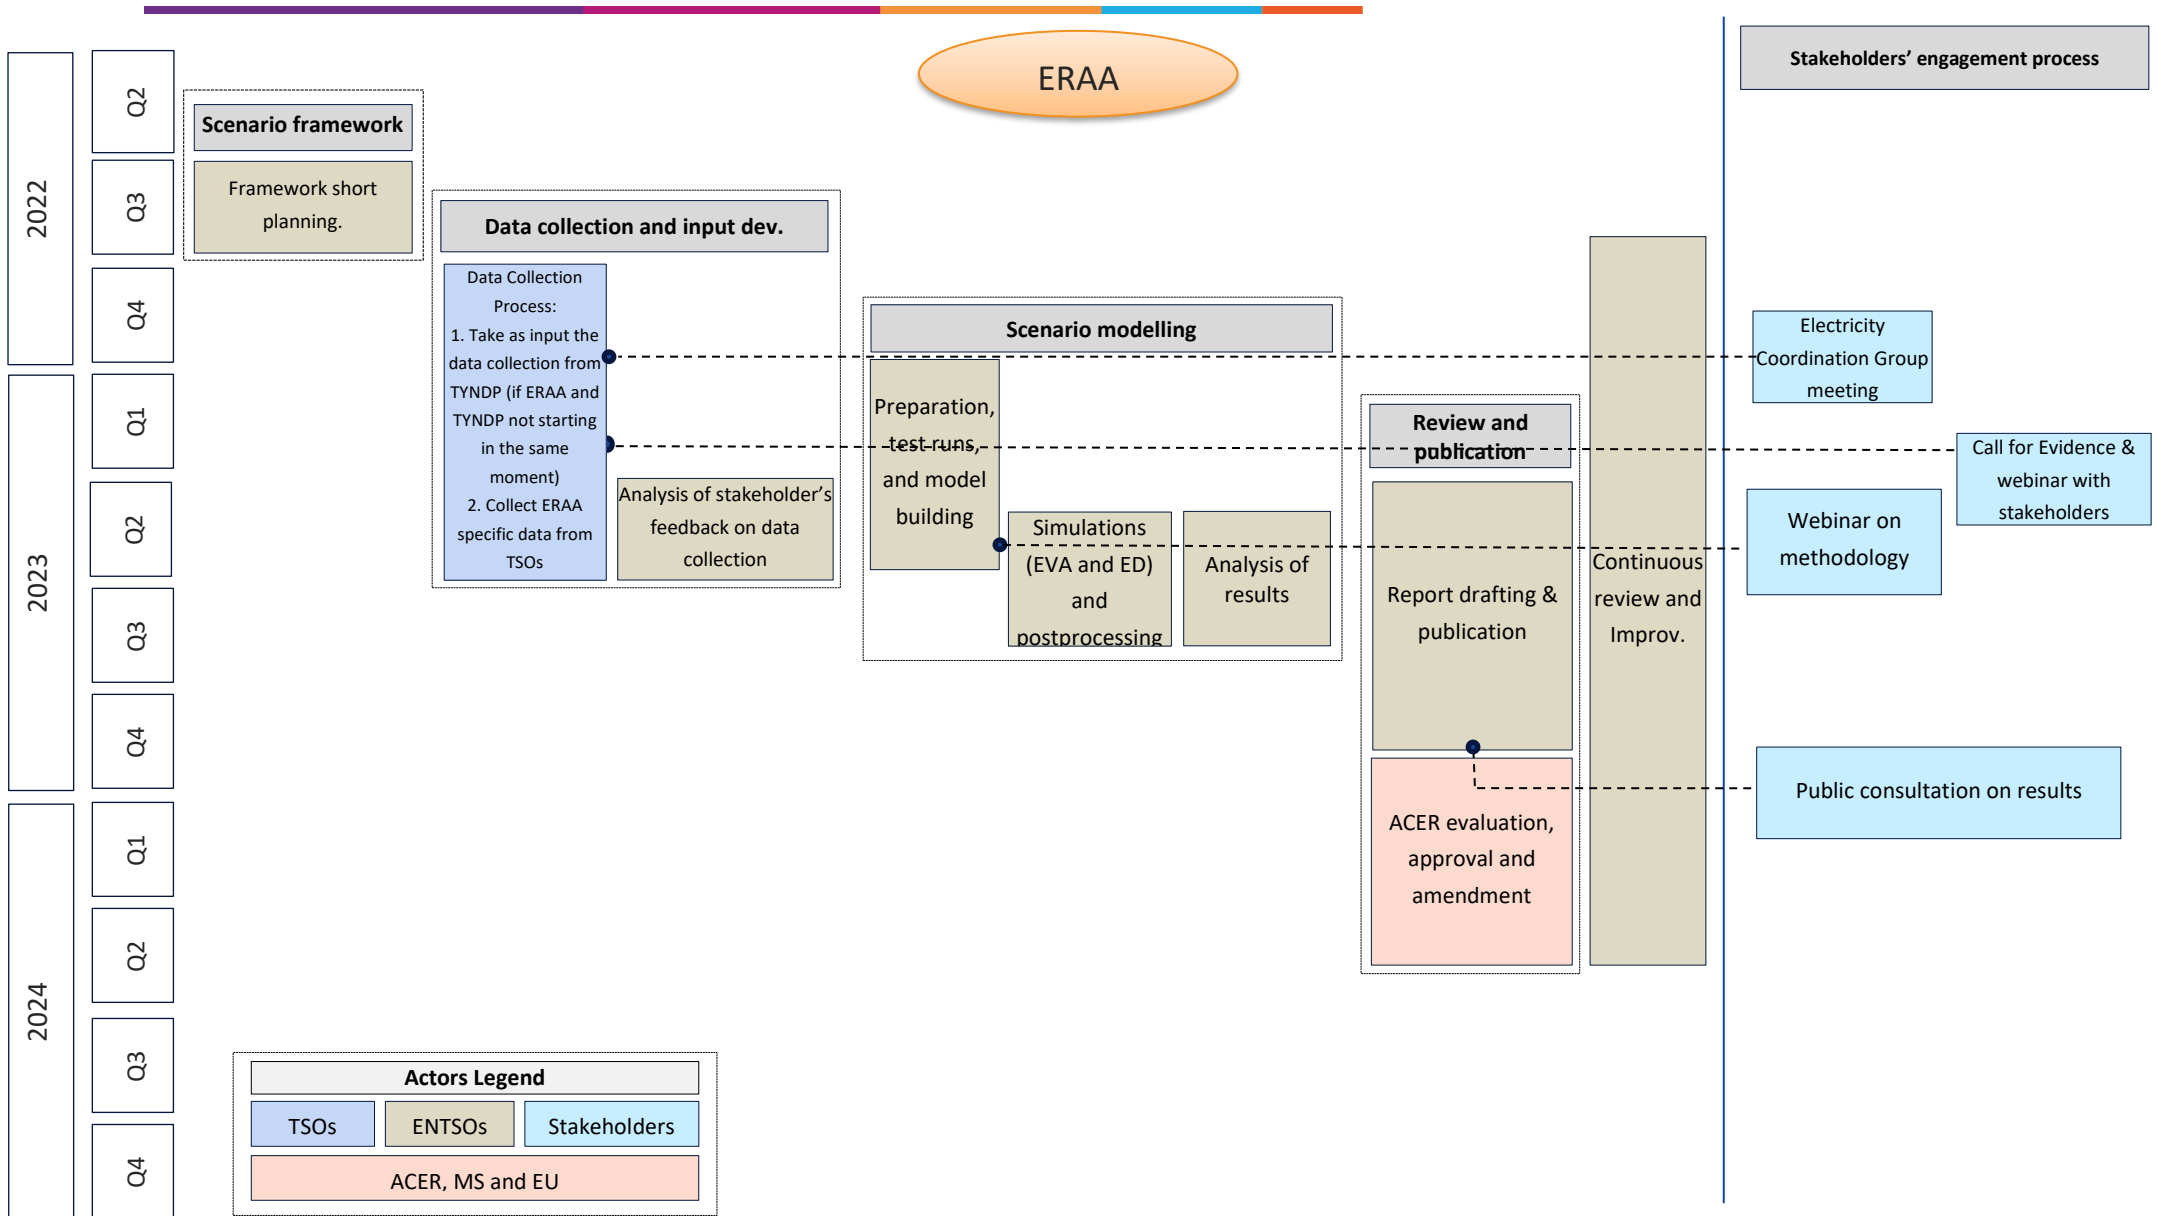 ERAA
Stakeholders' engagement process
2022
Q2
Q3
Q4
2023
Q1
Q2
Q3
Q4
2024
Q1
Q2
Q3
Q4
Scenario framework
Framework short
planning.
Data collection and input dev.
Data Collection
Process:
1. Take as input the
data collection from
TYNDP (if ERAA and
TYNDP not starting
in the same
moment)
2. Collect ERAA
specific data from
TSOs
Analysis of stakeholder's
feedback on data
collection
Scenario modelling
Preparation,
test runs,
and model
building
Simulations
(EVA and ED)
and
postprocessing
Analysis of
results
Review and
publication
Report drafting &
publication
ACER evaluation,
approval and
amendment
Continuous
review and
Improv.
Electricity
Coordination Group
meeting
Call for Evidence &
webinar with
stakeholders
Webinar on
methodology
Public consultation on results
Actors Legend
TSOs
ENTSOs
Stakeholders
ACER, MS and EU